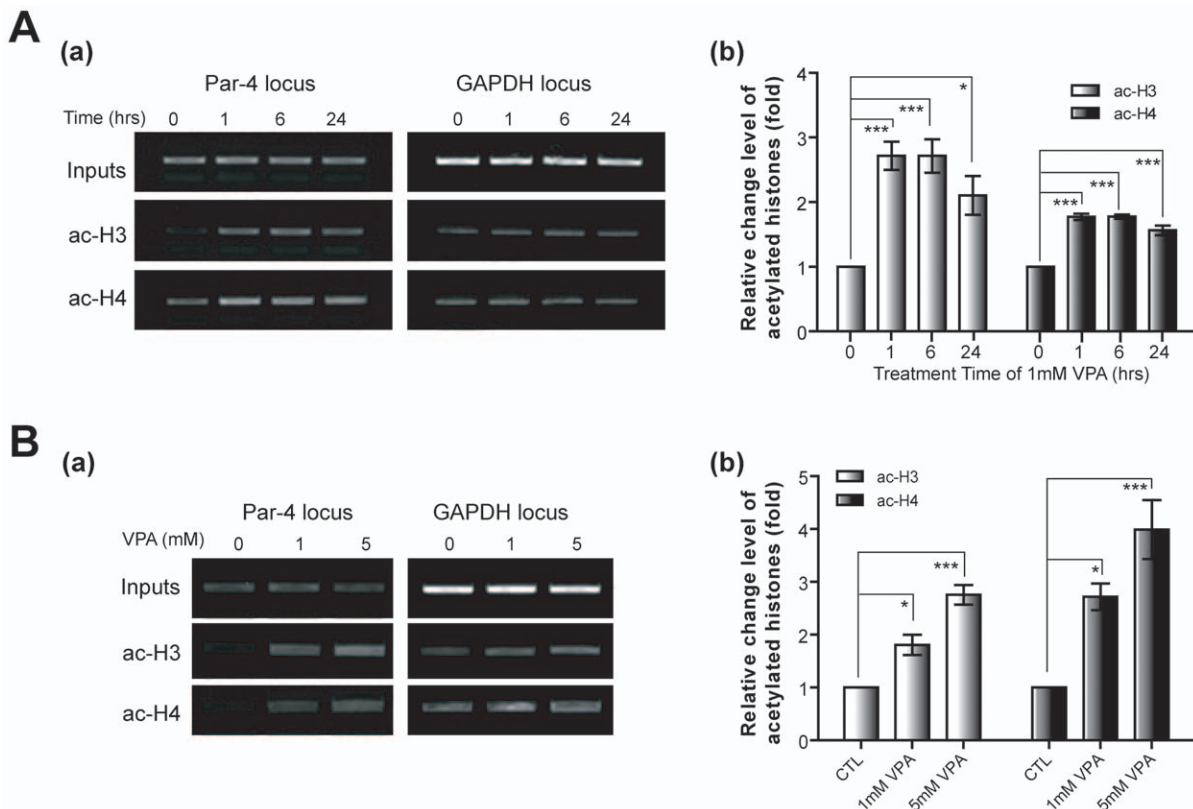 A
(a)
Par-4 locus
GAPDH locus
Time (hrs)
0 1 6 24
0 1 6 24
Inputs
ac-H3
ac-H4
(b)
Relative change level of
acetylated histones (fold)
4
3
2
1
0
ac-H3
ac-H4
*
***
***
***
***
***
0 1 6 24 0 1 6 24
Treatment Time of 1mM VPA (hrs)
B
(a)
Par-4 locus
GAPDH locus
VPA (mM)
0 1 5
0 1 5
Inputs
ac-H3
ac-H4
(b)
Relative change level of
acetylated histones (fold)
5
4
3
2
1
0
ac-H3
ac-H4
***
*
***
*
CTL
1mM VPA
5mM VPA
CTL
1mM VPA
5mM VPA